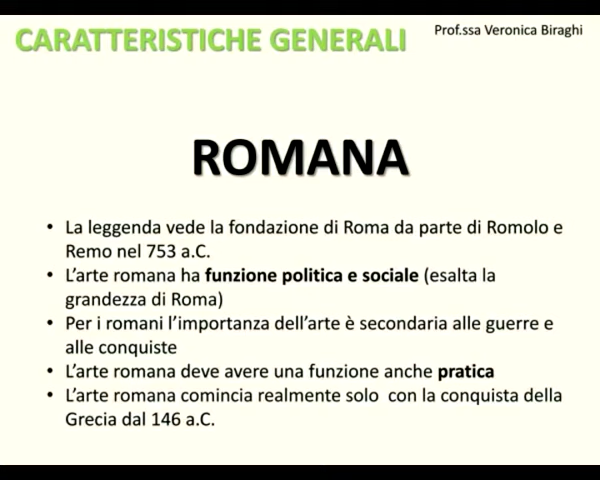 CARATTERISTICHE GENERALI
Prof.ssa Veronica Biraghi
ROMANA
• La leggenda vede la fondazione di Roma da parte di Romolo e
Remo nel 753 a.C.
• L'arte romana ha funzione politica e sociale (esalta la
grandezza di Roma)
• Per i romani l'importanza dell'arte è secondaria alle guerre e
alle conquiste
• L'arte romana deve avere una funzione anche pratica
• L'arte romana comincia realmente solo con la conquista della
Grecia dal 146 a.C.